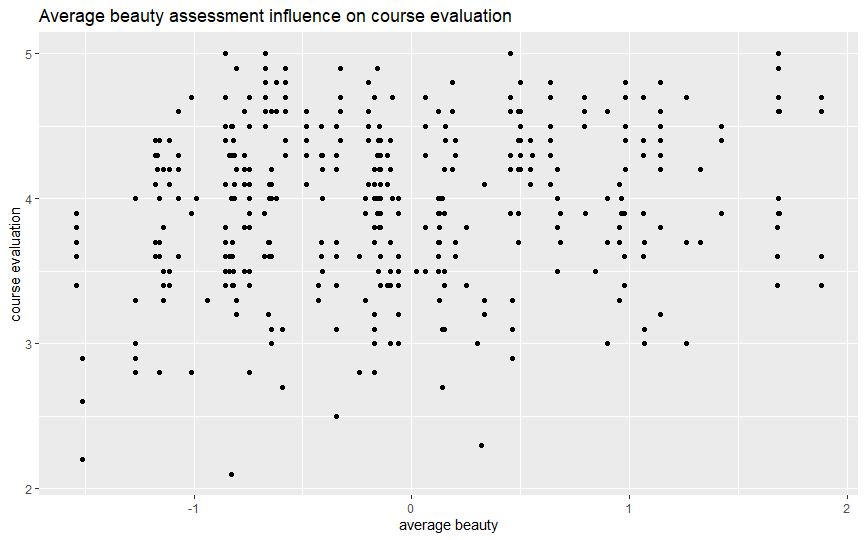 Average beauty assessment influence on course evaluation
5
4
3
2
course evaluation
-1
0
1
2
average beauty